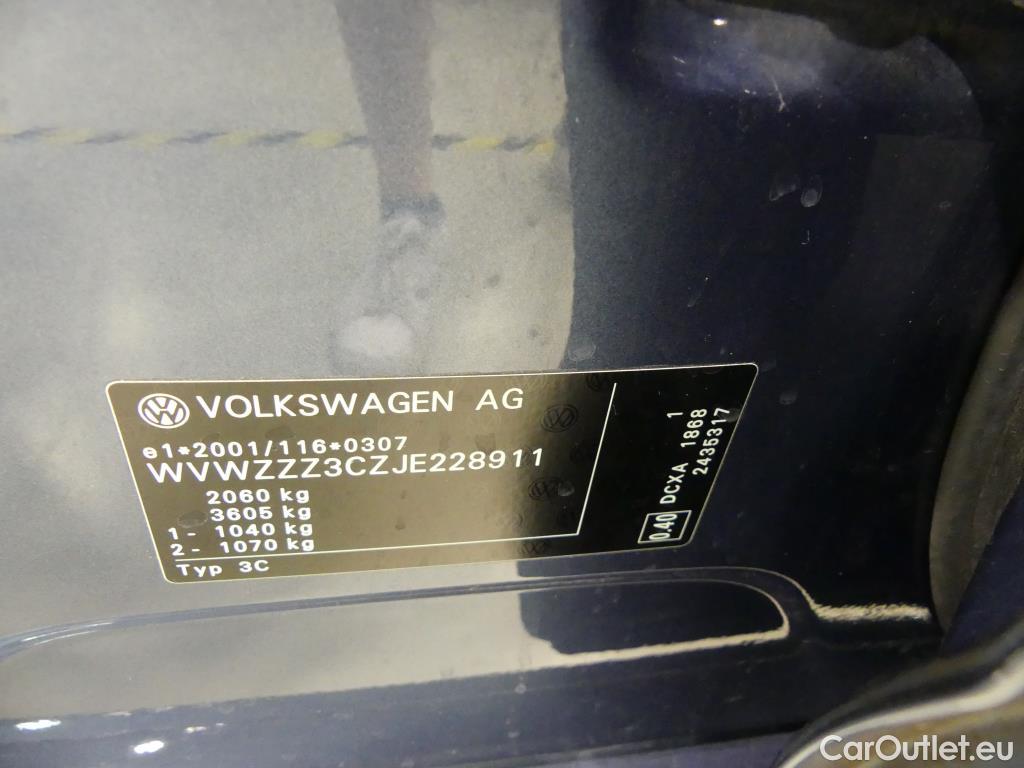 VOLKSWAGEN AG
e1*2001/116*0307
WVWZZZ3CZJE228911
2060 kg
3605 kg
1 - 1040 kg
2 - 1070 kg
Typ 3C
0.40 DCXA 1868 1
2435317
CarOutlet.eu